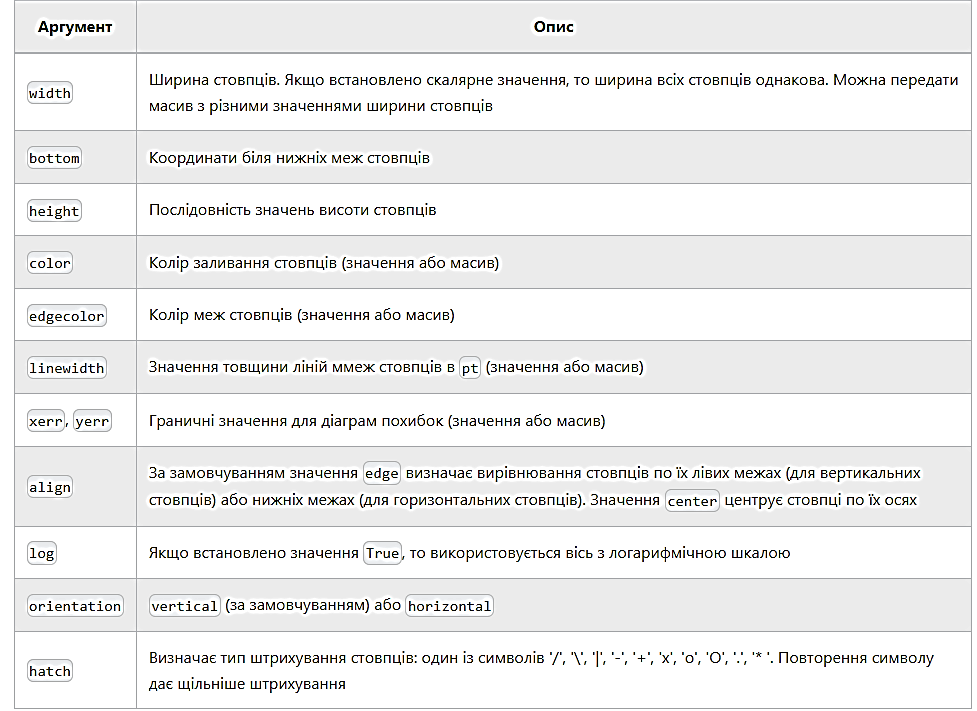 Аргумент Опис
width Ширина стовпців. Якщо встановлено скалярне значення, то ширина всіх стовпців однакова. Можна передати
масив з різними значеннями ширини стовпців
bottom Координати біля нижніх меж стовпців
height Послідовність значень висоти стовпців
color Колір заливання стовпців (значення або масив)
edgecolor Колір меж стовпців (значення або масив)
linewidth Значення товщини ліній ммеж стовпців в pt (значення або масив)
xerr, yerr Граничні значення для діаграм похибок (значення або масив)
align За замовчуванням значення edge визначає вирівнювання стовпців по їх лівих межах (для вертикальних
стовпців) або нижніх межах (для горизонтальних стовпців). Значення center центрує стовпці по їх осях
log Якщо встановлено значення True, то використовується вісь з логарифмічною шкалою
orientation vertical (за замовчуванням) або horizontal
hatch Визначає тип штрихування стовпців: один із символів '/', '\', '|', '-', '+', 'x', 'o', 'O', '.', '* '. Повторення символу
дає щільніше штрихування